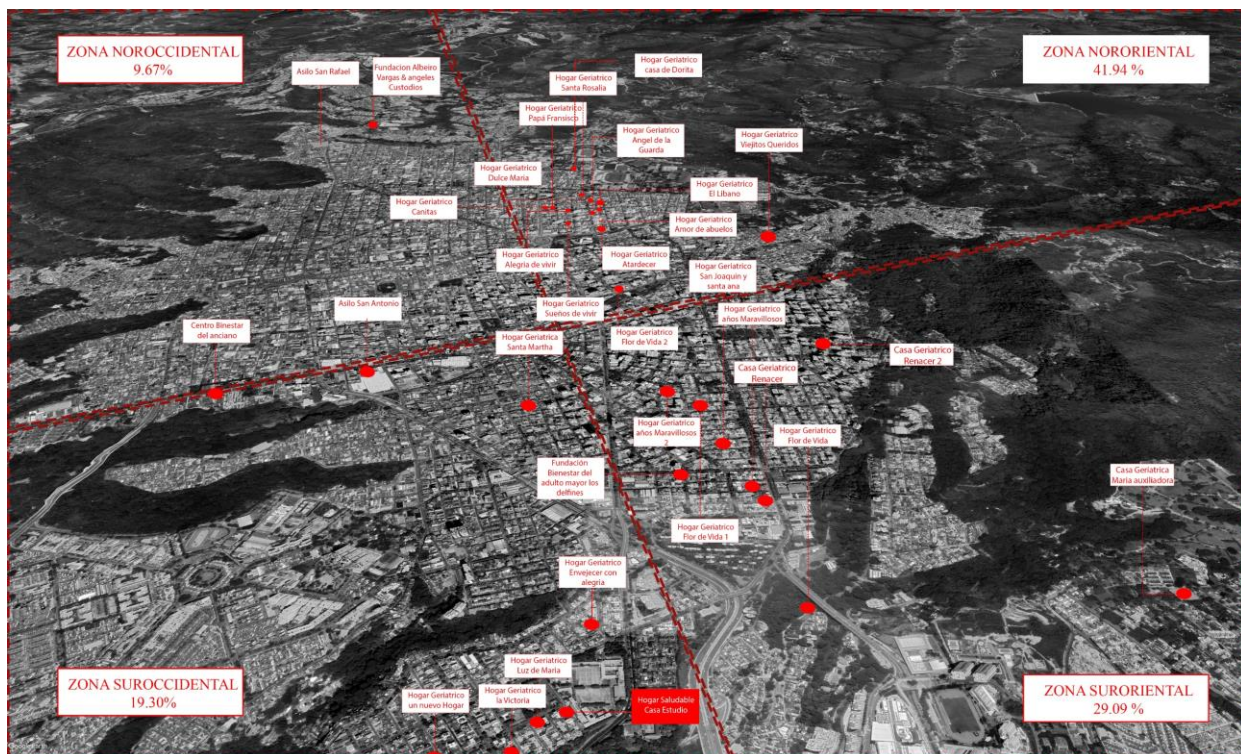 ZONA NOROCCIDENTAL
9.67%
ZONA NORORIENTAL
41.94 %
Asilo San Rafael
Fundacion Albeiro
Vargas & angeles
Custodios
Hogar Geriatrico
casa de Dorita
Hogar Geriatrico
Santa Rosalia
Hogar Geriatrico
Papá Fransisco
Hogar Geriatrico
Angel de la
Guarda
Hogar Geriatrico
Viejitos Queridos
Hogar Geriatrico
Dulce Maria
Hogar Geriatrico
El Libano
Hogar Geriatrico
Canitas
Hogar Geriatrico
Amor de abuelos
Hogar Geriatrico
Alegria de vivir
Hogar Geriatrico
Atardecer
Hogar Geriatrico
San Joaquin y
santa ana
Asilo San Antonio
Hogar Geriatrico
Sueños de vivir
Hogar Geriatrico
años Maravillosos
Centro Binestar
del anciano
Hogar Geriatrica
Santa Martha
Hogar Geriatrico
Flor de Vida 2
Casa Geriatrico
Renacer 2
Casa Geriatrico
Renacer
Hogar Geriatrico
años Maravillosos
2
Hogar Geriatrico
Flor de Vida
Fundación
Bienestar del
adulto mayor los
delfines
Casa Geriatrica
Maria auxiliadora
Hogar Geriatrico
Flor de Vida 1
Hogar Geriatrico
Envejecer con
alegria
Hogar Geriatrico
Luz de Maria
ZONA SUROCCIDENTAL
19.30%
Hogar Geriatrico
un nuevo Hogar
Hogar Geriatrico
la Victoria
Hogar Saludable
Casa Estudio
ZONA SURORIENTAL
29.09 %